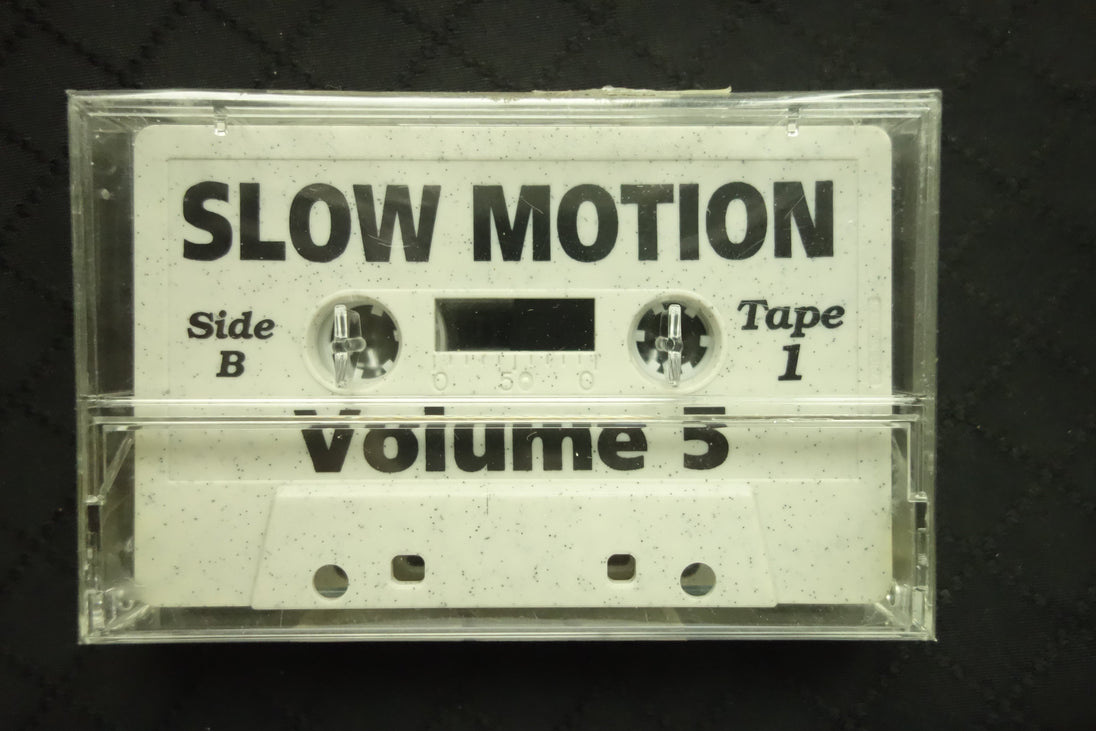 SLOW MOTION
Side B
Tape 1
0 50 0
Volume 5